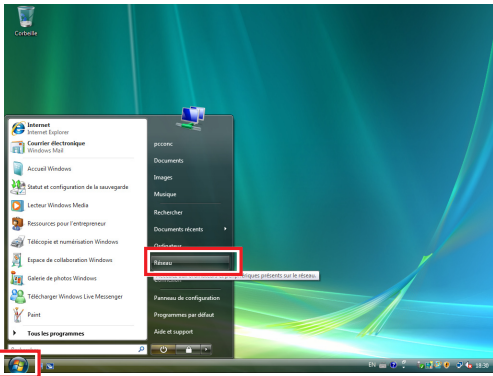 Corbeille
Internet
Internet Explorer
Courrier électronique
Windows Mail
Accueil Windows
Statut et configuration de la sauvegarde
Lecteur Windows Media
Ressources pour l'entrepreneur
Télécopie et numérisation Windows
Espace de collaboration Windows
Galerie de photos Windows
Télécharger Windows Live Messenger
Paint
Tous les programmes
pcconc
Documents
Images
Musique
Rechercher
Documents récents
Ordinateur
Réseau
présents sur le réseau.
Connexion
Panneau de configuration
Programmes par défaut
Aide et support
EN
18:30